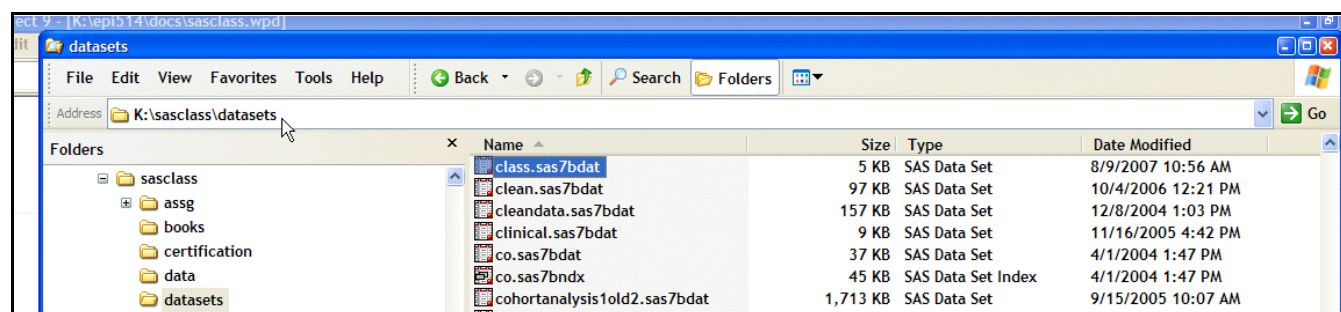 ect 9 - [K:\epi514\docs\sasclass.wpd]
dit
datasets
File Edit View Favorites Tools Help Back Search Folders
Address K:\sasclass\datasets Go
Folders × Name Size Type Date Modified
sasclass class.sas7bdat 5 KB SAS Data Set 8/9/2007 10:56 AM
assg clean.sas7bdat 97 KB SAS Data Set 10/4/2006 12:21 PM
books cleandata.sas7bdat 157 KB SAS Data Set 12/8/2004 1:03 PM
certification clinical.sas7bdat 9 KB SAS Data Set 11/16/2005 4:42 PM
data co.sas7bdat 37 KB SAS Data Set 4/1/2004 1:47 PM
datasets co.sas7bndx 45 KB SAS Data Set Index 4/1/2004 1:47 PM
cohortanalysis1old2.sas7bdat 1,713 KB SAS Data Set 9/15/2005 10:07 AM